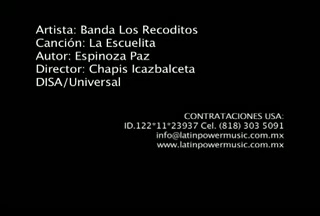 Artista: Banda Los Recoditos
Canción: La Escuelita
Autor: Espinoza Paz
Director: Chapis Icazbalceta
DISA/Universal
CONTRATACIONES USA:
ID.122*11*23937 Cel. (818) 303 5091
info@latinpowermusic.com.mx
www.latinpowermusic.com.mx